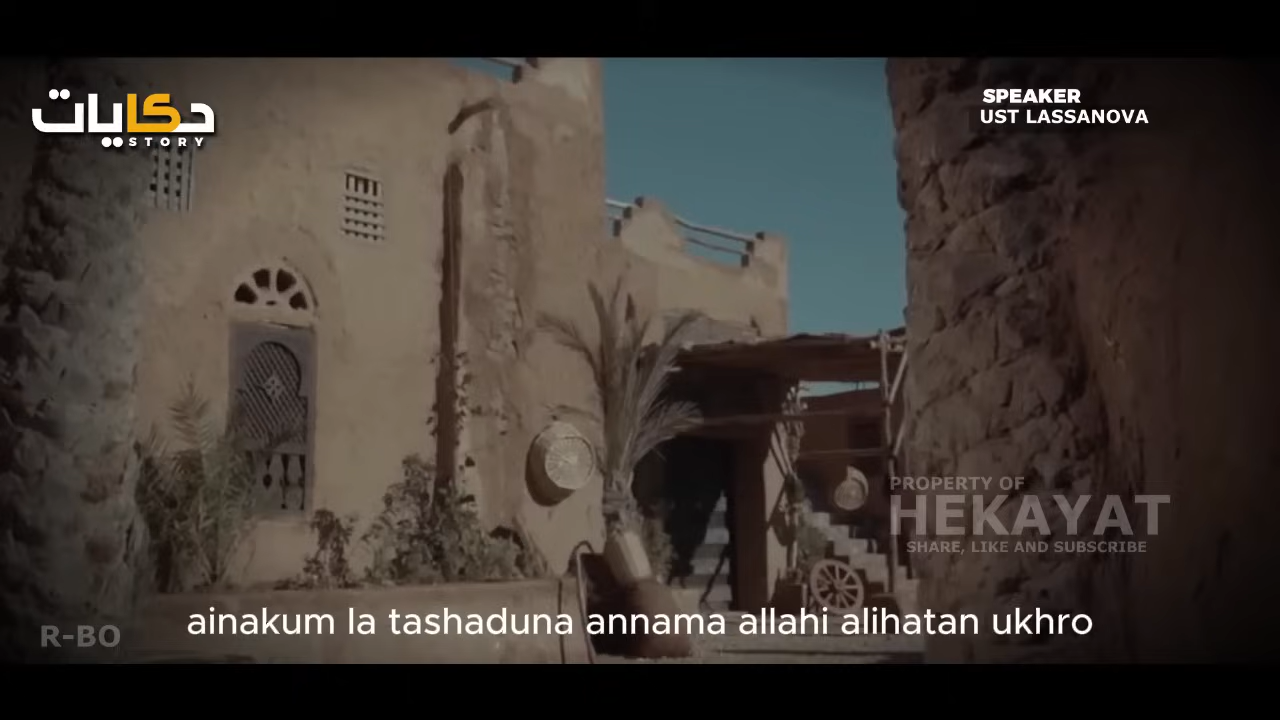 حكايات
STORY
SPEAKER
UST LASSANOVA
PROPERTY OF
HEKAYAT
SHARE, LIKE AND SUBSCRIBE
ainakum la tashaduna annama allahi alihatan ukhro
R-BO